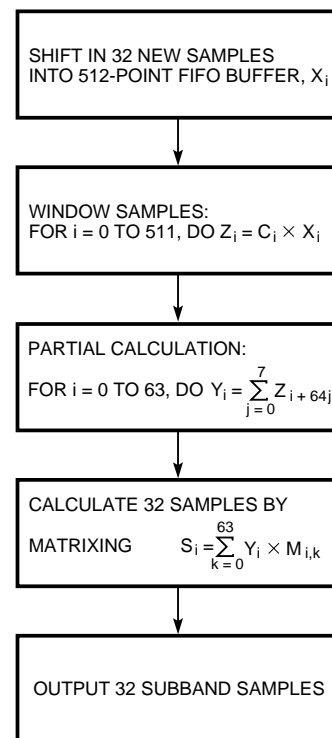 SHIFT IN 32 NEW SAMPLES
INTO 512-POINT FIFO BUFFER, X_i
WINDOW SAMPLES:
FOR i = 0 TO 511, DO Z_i = C_i × X_i
PARTIAL CALCULATION:
FOR i = 0 TO 63, DO Y_i = \sum_{j = 0}^{7} Z_{i + 64j}
CALCULATE 32 SAMPLES BY
MATRIXING S_i = \sum_{k = 0}^{63} Y_i × M_{i,k}
OUTPUT 32 SUBBAND SAMPLES